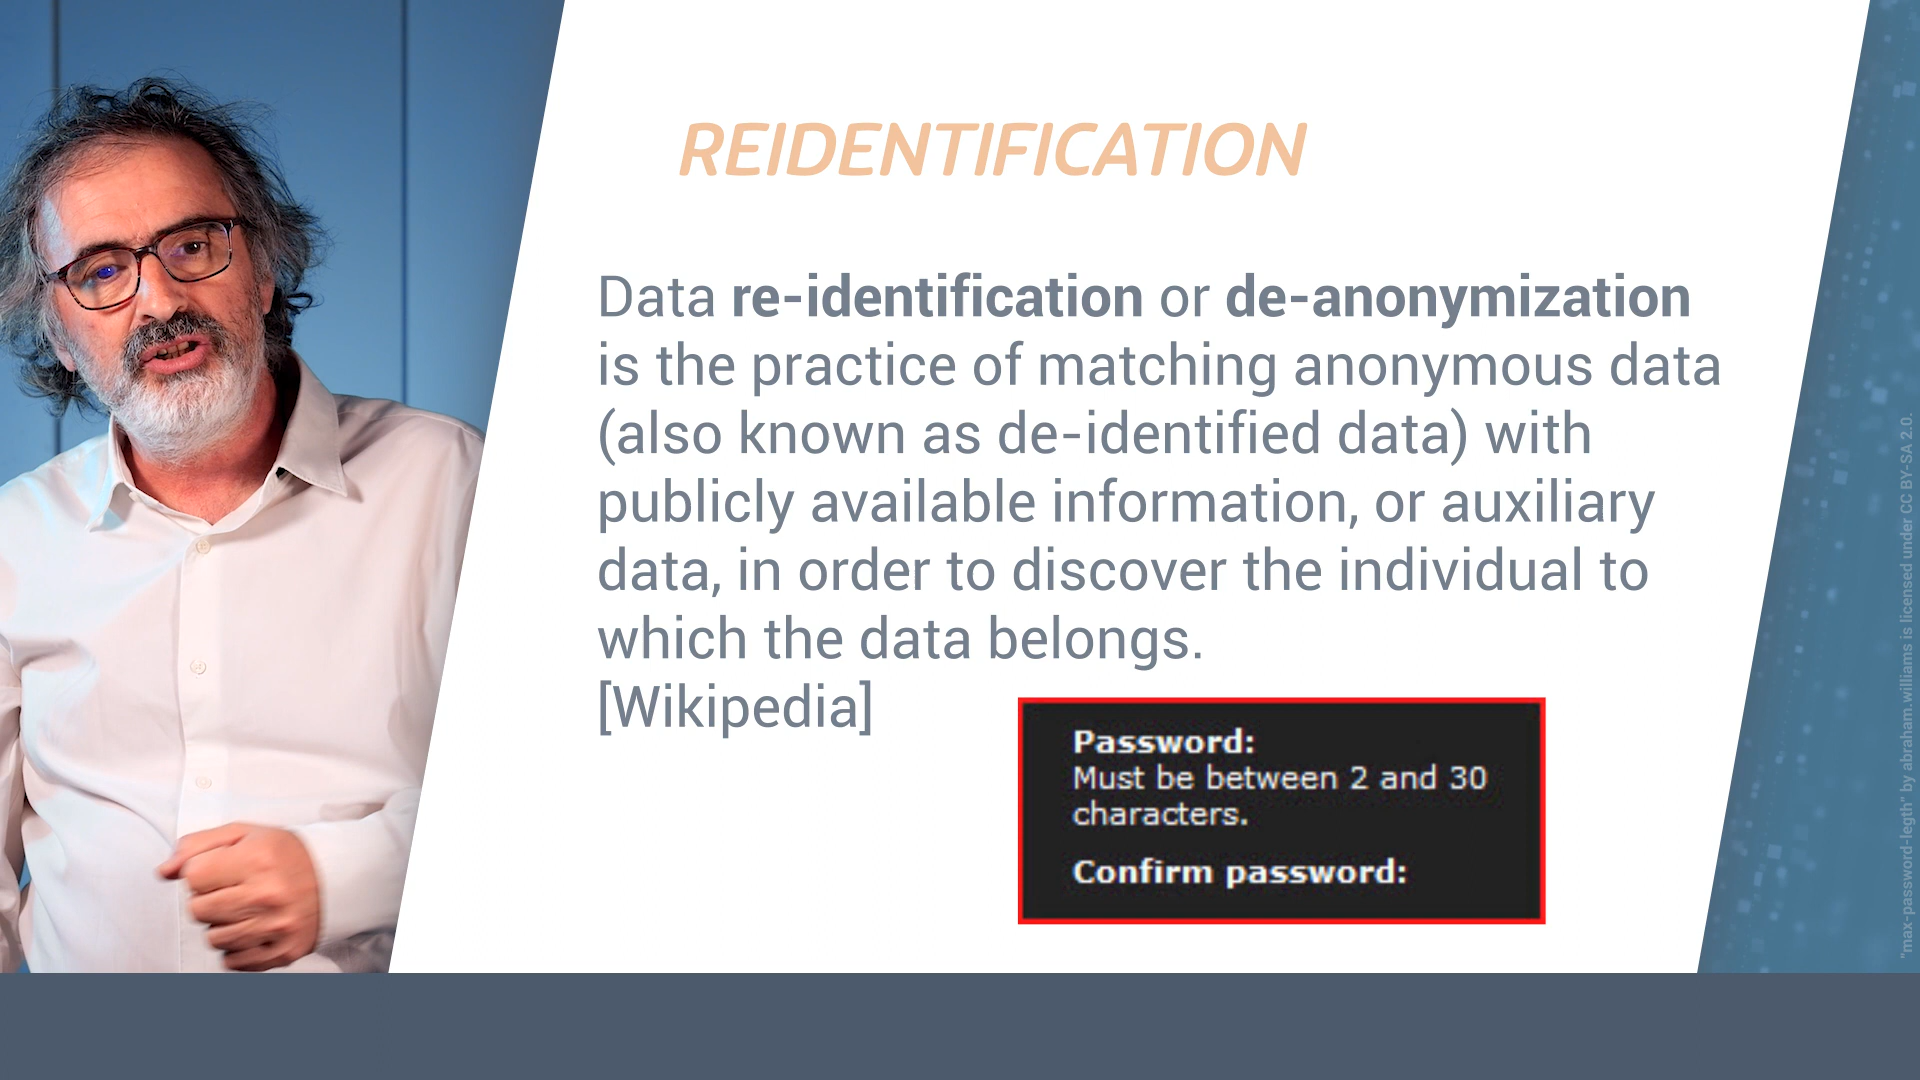 REIDENTIFICATION
Data re-identification or de-anonymization
is the practice of matching anonymous data
(also known as de-identified data) with
publicly available information, or auxiliary
data, in order to discover the individual to
which the data belongs.
[Wikipedia]
Password:
Must be between 2 and 30
characters.
Confirm password:
"max-password-legth" by abraham.williams is licensed under CC BY-SA 2.0.